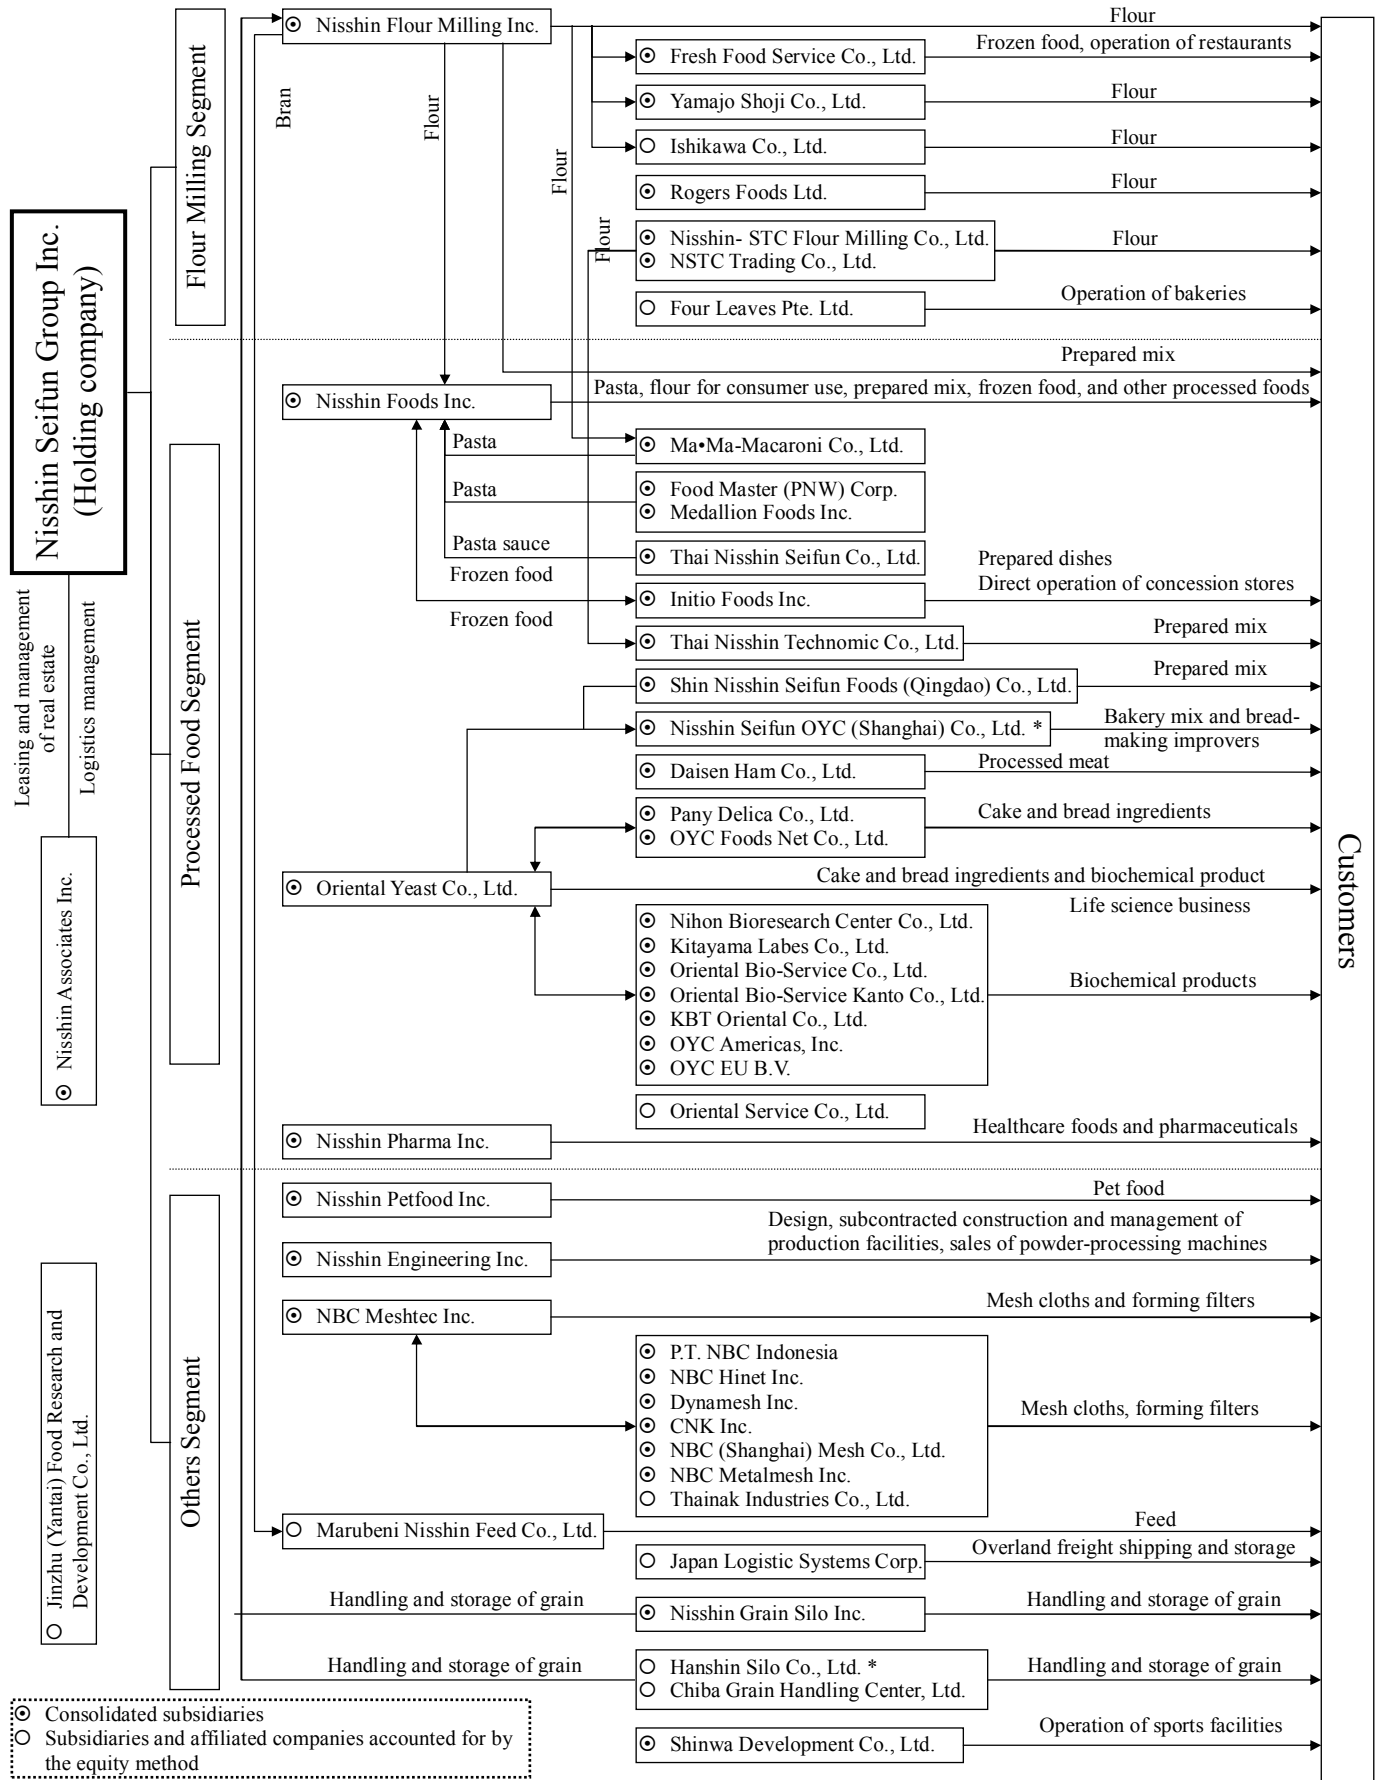 Nisshin Seifun Group Inc.
(Holding company)
Leasing and management
of real estate
Logistics management
⦿ Nisshin Associates Inc.
○ Jinzhu (Yantai) Food Research and
Development Co., Ltd.
Flour Milling Segment
Bran
Flour
Flour
Flour
⦿ Nisshin Flour Milling Inc.
Flour
⦿ Fresh Food Service Co., Ltd.
Frozen food, operation of restaurants
⦿ Yamajo Shoji Co., Ltd.
Flour
○ Ishikawa Co., Ltd.
Flour
⦿ Rogers Foods Ltd.
Flour
⦿ Nisshin- STC Flour Milling Co., Ltd.
⦿ NSTC Trading Co., Ltd.
Flour
○ Four Leaves Pte. Ltd.
Operation of bakeries
Processed Food Segment
Prepared mix
⦿ Nisshin Foods Inc.
Pasta, flour for consumer use, prepared mix, frozen food, and other processed foods
Pasta
⦿ Ma•Ma-Macaroni Co., Ltd.
Pasta
⦿ Food Master (PNW) Corp.
⦿ Medallion Foods Inc.
Pasta sauce
⦿ Thai Nisshin Seifun Co., Ltd.
Frozen food
Frozen food
⦿ Initio Foods Inc.
Prepared dishes
Direct operation of concession stores
⦿ Thai Nisshin Technomic Co., Ltd.
Prepared mix
⦿ Shin Nisshin Seifun Foods (Qingdao) Co., Ltd.
Prepared mix
⦿ Nisshin Seifun OYC (Shanghai) Co., Ltd. *
Bakery mix and bread-
making improvers
⦿ Daisen Ham Co., Ltd.
Processed meat
⦿ Pany Delica Co., Ltd.
⦿ OYC Foods Net Co., Ltd.
Cake and bread ingredients
⦿ Oriental Yeast Co., Ltd.
Cake and bread ingredients and biochemical product
Life science business
⦿ Nihon Bioresearch Center Co., Ltd.
⦿ Kitayama Labes Co., Ltd.
⦿ Oriental Bio-Service Co., Ltd.
⦿ Oriental Bio-Service Kanto Co., Ltd.
⦿ KBT Oriental Co., Ltd.
⦿ OYC Americas, Inc.
⦿ OYC EU B.V.
Biochemical products
○ Oriental Service Co., Ltd.
⦿ Nisshin Pharma Inc.
Healthcare foods and pharmaceuticals
Others Segment
⦿ Nisshin Petfood Inc.
Pet food
⦿ Nisshin Engineering Inc.
Design, subcontracted construction and management of
production facilities, sales of powder-processing machines
⦿ NBC Meshtec Inc.
Mesh cloths and forming filters
⦿ P.T. NBC Indonesia
⦿ NBC Hinet Inc.
⦿ Dynamesh Inc.
⦿ CNK Inc.
⦿ NBC (Shanghai) Mesh Co., Ltd.
⦿ NBC Metalmesh Inc.
○ Thainak Industries Co., Ltd.
Mesh cloths, forming filters
○ Marubeni Nisshin Feed Co., Ltd.
Feed
○ Japan Logistic Systems Corp.
Overland freight shipping and storage
Handling and storage of grain
⦿ Nisshin Grain Silo Inc.
Handling and storage of grain
Handling and storage of grain
○ Hanshin Silo Co., Ltd. *
○ Chiba Grain Handling Center, Ltd.
Handling and storage of grain
⦿ Shinwa Development Co., Ltd.
Operation of sports facilities
Customers
⦿ Consolidated subsidiaries
○ Subsidiaries and affiliated companies accounted for by
the equity method